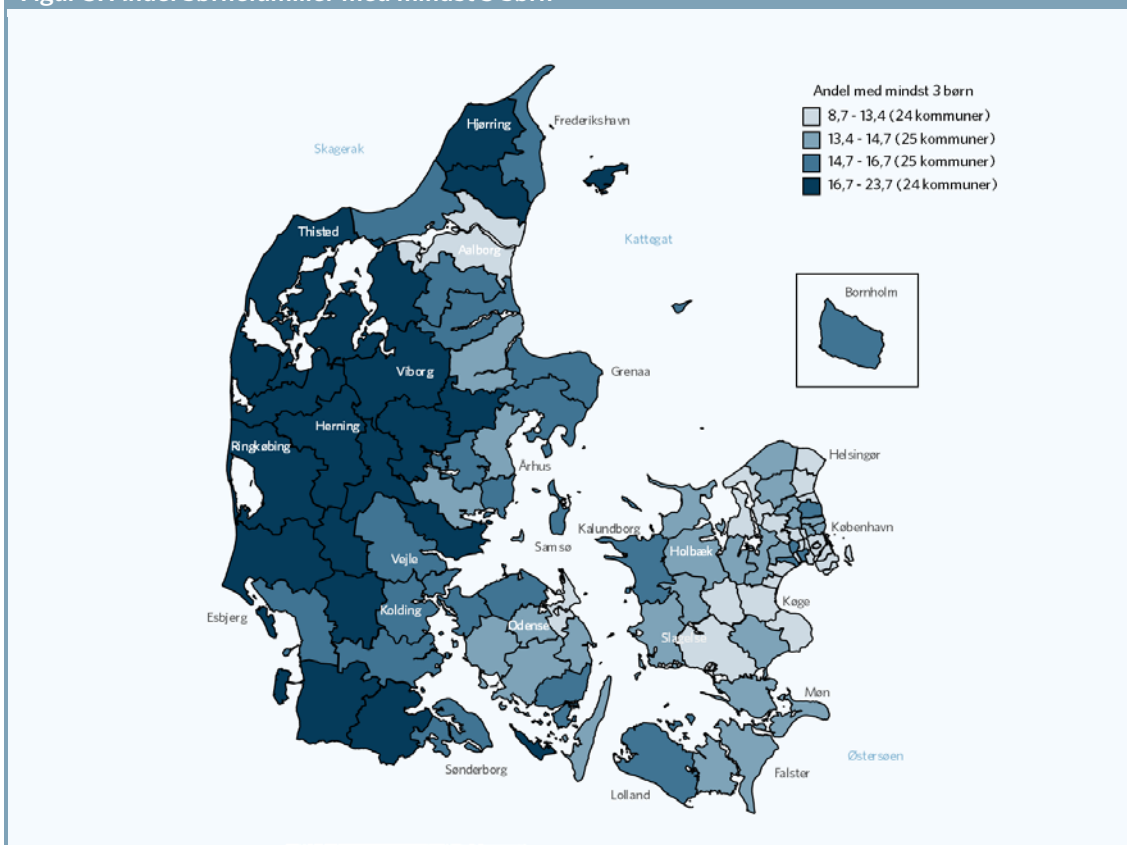 Andel med mindst 3 børn
8,7 - 13,4 (24 kommuner)
13,4 - 14,7 (25 kommuner)
14,7 - 16,7 (25 kommuner)
16,7 - 23,7 (24 kommuner)
Hjørring
Frederikshavn
Skagerak
Thisted
Kattegat
Aalborg
Bornholm
Viborg
Grenaa
Herning
Ringkøbing
Helsingør
Århus
København
Kalundborg
Samsø
Holbæk
Vejle
Køge
Kolding
Esbjerg
Odense
Slagelse
Møn
Østersøen
Sønderborg
Falster
Lolland